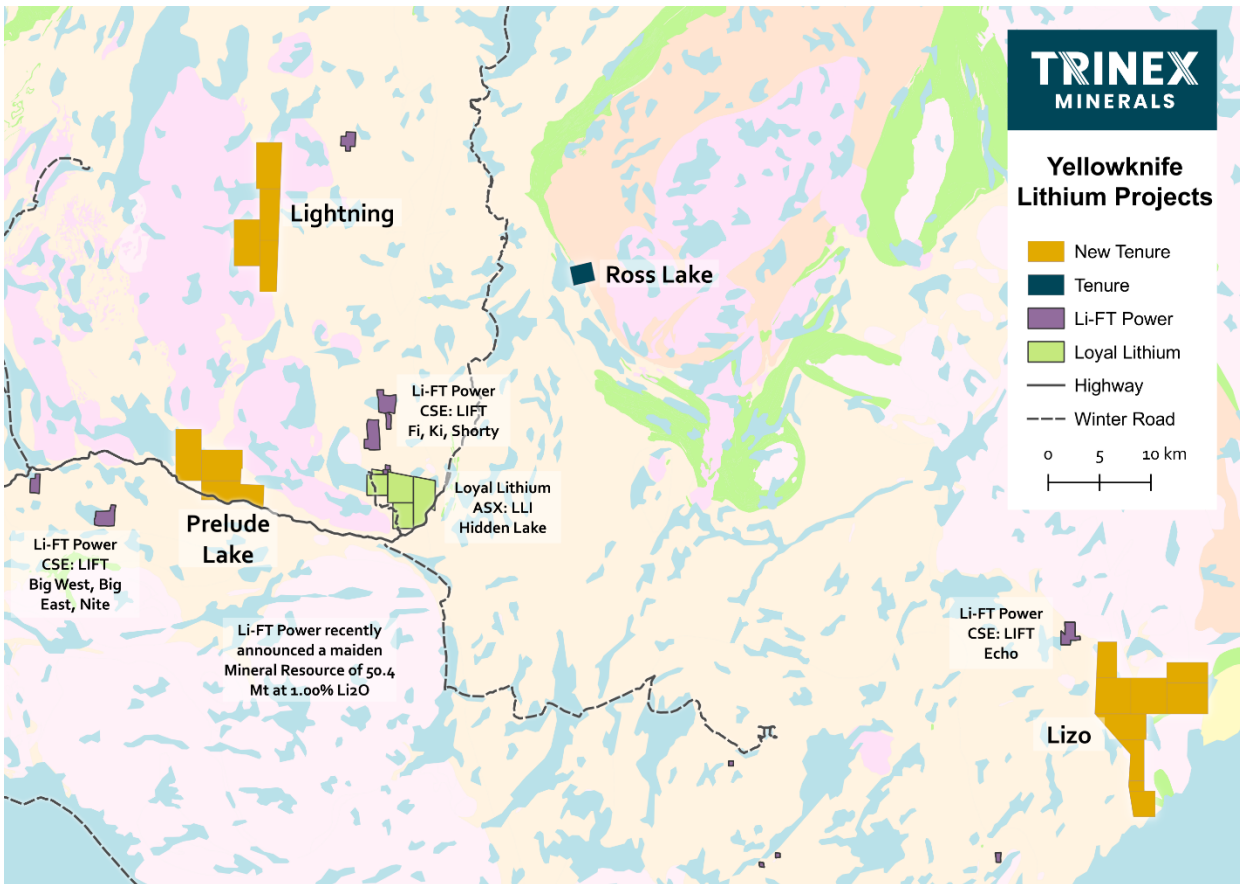 TRINEX
MINERALS
Yellowknife
Lithium Projects
New Tenure
Tenure
Li-FT Power
Loyal Lithium
Highway
Winter Road
0 5 10 km
Lightning
Ross Lake
Li-FT Power
CSE: LIFT
Fi, Ki, Shorty
Loyal Lithium
ASX: LLI
Hidden Lake
Prelude
Lake
Li-FT Power
CSE: LIFT
Big West, Big
East, Nite
Li-FT Power recently
announced a maiden
Mineral Resource of 50.4
Mt at 1.00% Li2O
Li-FT Power
CSE: LIFT
Echo
Lizo